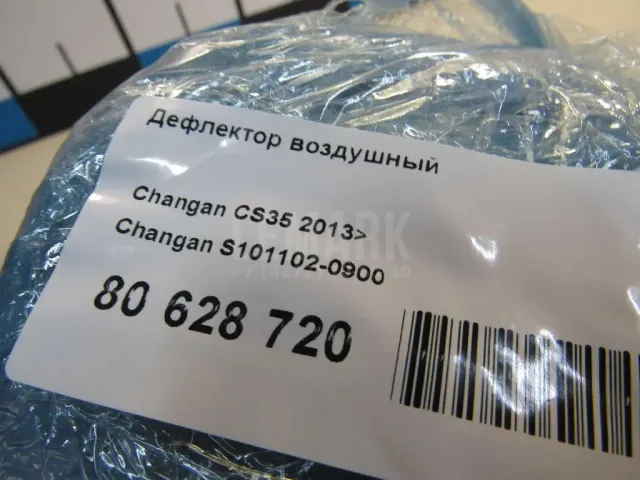 Дефлектор воздушный
Changan CS35 2013>
Changan S101102-0900
80 628 720